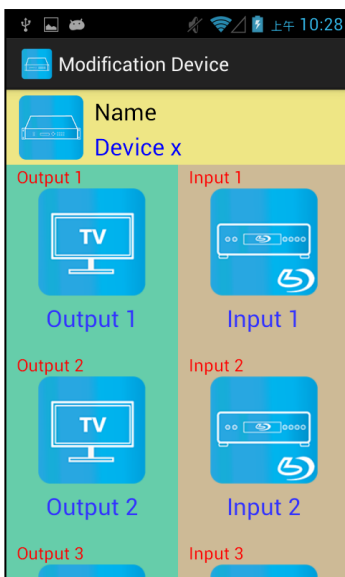 上午 10:28
Modification Device
Name
Device x
Output 1
Input 1
TV
Output 1
Input 1
Output 2
Input 2
TV
Output 2
Input 2
Output 3
Input 3